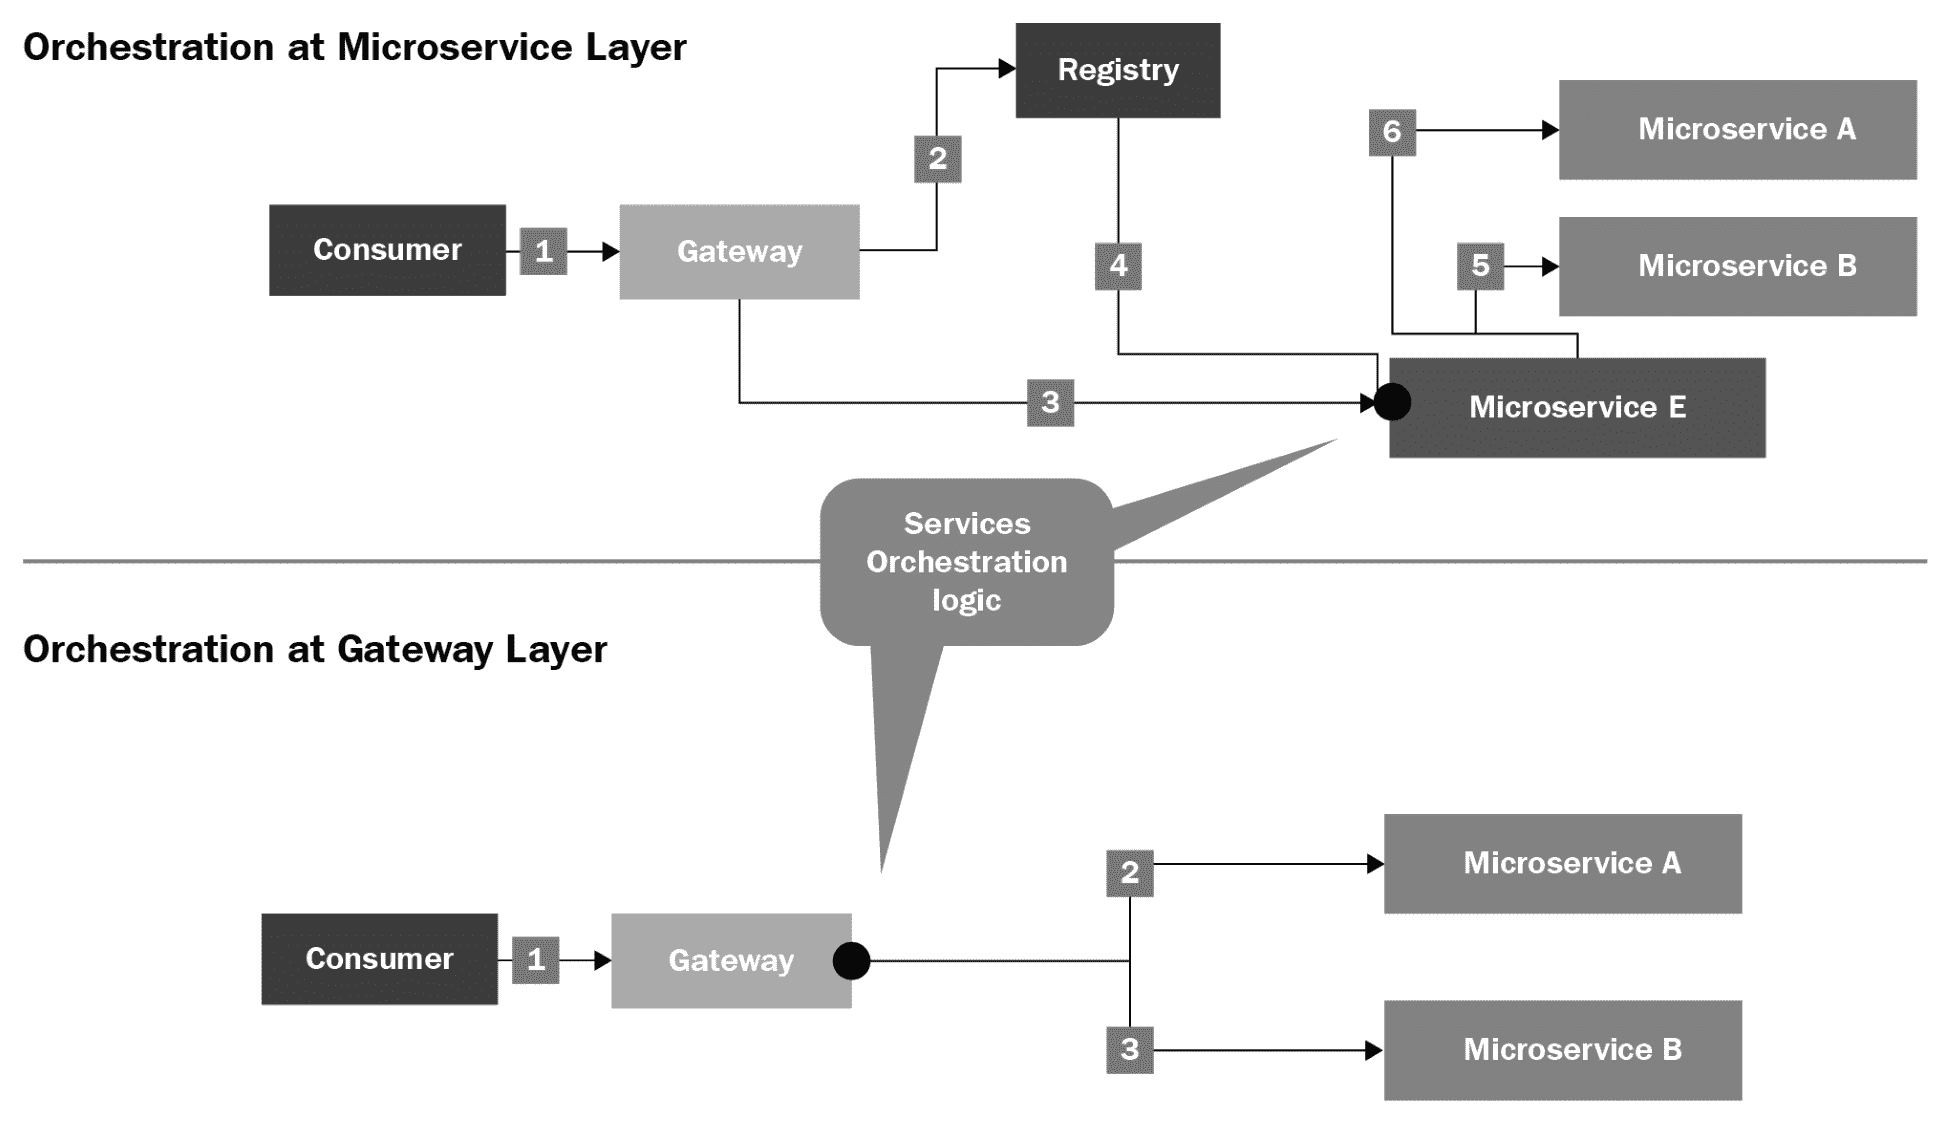 Orchestration at Microservice Layer
Registry
6
Microservice A
2
Consumer
1
Gateway
4
5
Microservice B
3
Microservice E
Services
Orchestration
logic
Orchestration at Gateway Layer
2
Microservice A
Consumer
1
Gateway
3
Microservice B